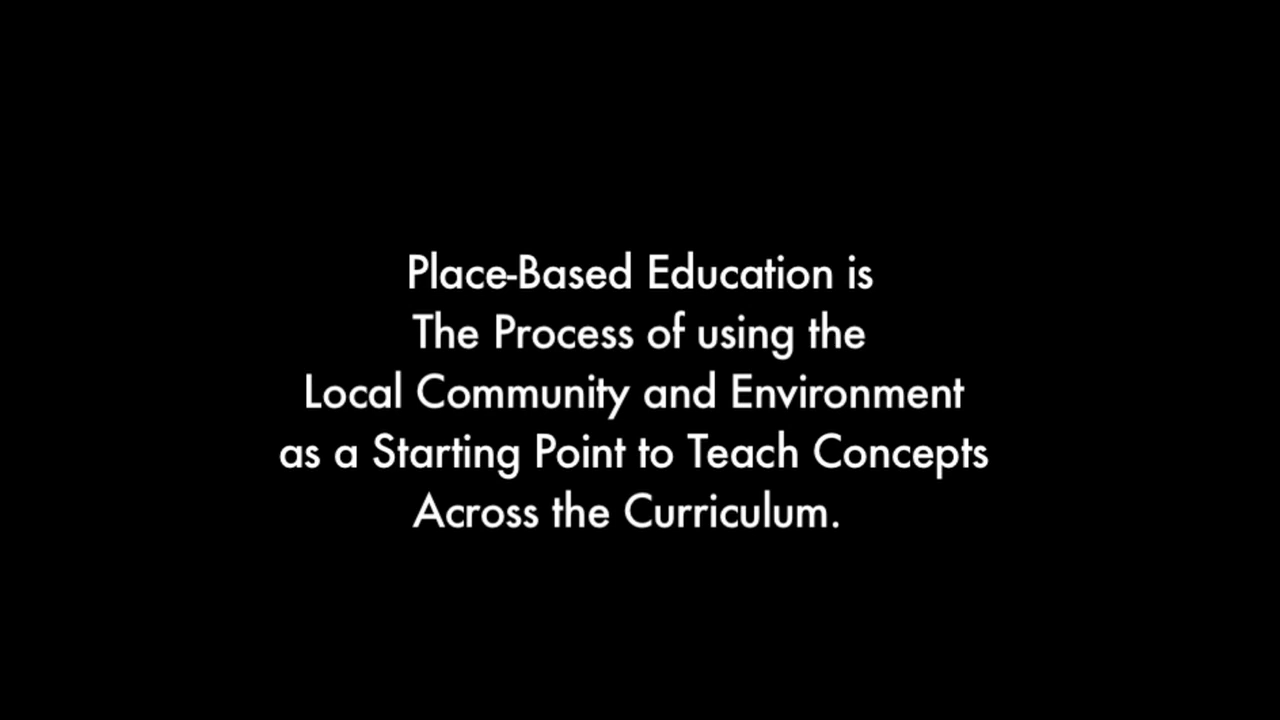 Place-Based Education is
The Process of using the
Local Community and Environment
as a Starting Point to Teach Concepts
Across the Curriculum.